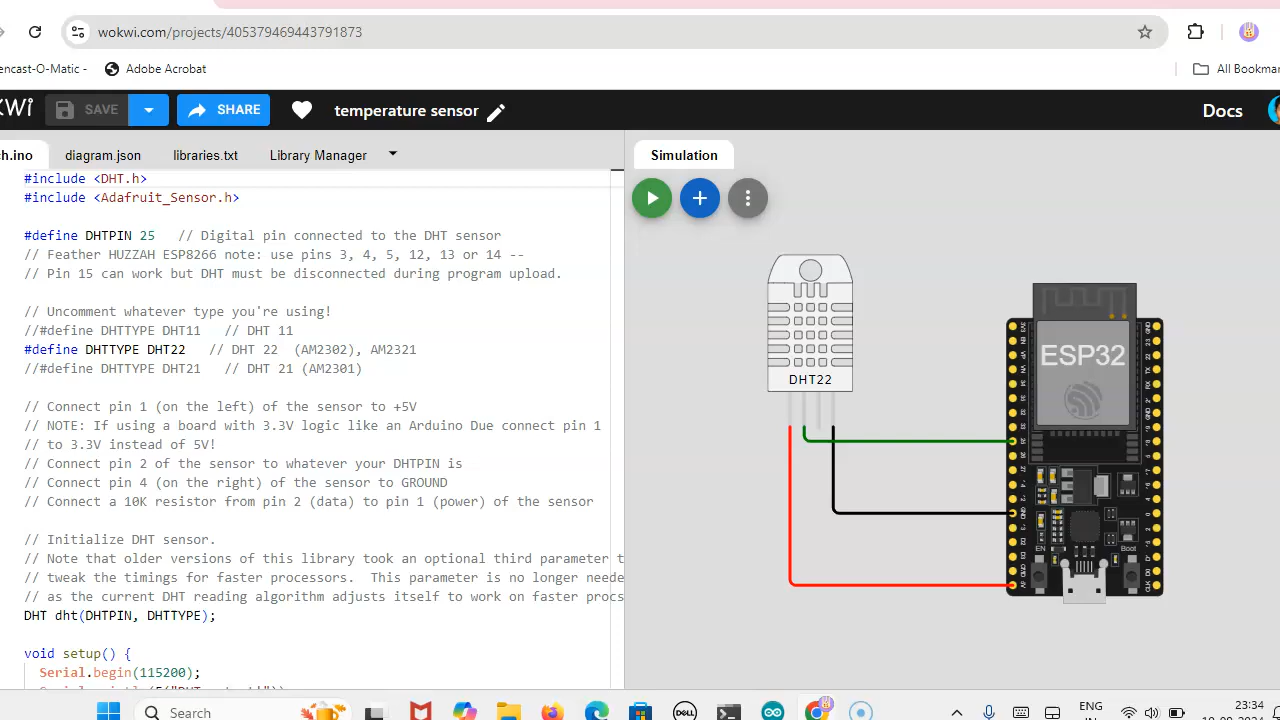 wokwi.com/projects/405379469443791873
encast-O-Matic -
Adobe Acrobat
All Bookmar
KWi
SAVE
SHARE
temperature sensor
Docs
h.ino
diagram.json
libraries.txt
Library Manager
Simulation
#include <DHT.h>
#include <Adafruit_Sensor.h>
#define DHTPIN 25 // Digital pin connected to the DHT sensor
// Feather HUZZAH ESP8266 note: use pins 3, 4, 5, 12, 13 or 14 --
// Pin 15 can work but DHT must be disconnected during program upload.
// Uncomment whatever type you're using!
//#define DHTTYPE DHT11 // DHT 11
#define DHTTYPE DHT22 // DHT 22 (AM2302), AM2321
//#define DHTTYPE DHT21 // DHT 21 (AM2301)
// Connect pin 1 (on the left) of the sensor to +5V
// NOTE: If using a board with 3.3V logic like an Arduino Due connect pin 1
// to 3.3V instead of 5V!
// Connect pin 2 of the sensor to whatever your DHTPIN is
// Connect pin 4 (on the right) of the sensor to GROUND
// Connect a 10K resistor from pin 2 (data) to pin 1 (power) of the sensor
// Initialize DHT sensor.
// Note that older versions of this library took an optional third parameter t
// tweak the timings for faster processors. This parameter is no longer neede
// as the current DHT reading algorithm adjusts itself to work on faster procs
DHT dht(DHTPIN, DHTTYPE);
void setup() {
Serial.begin(115200);
DHT22
ESP32
EN
Boot
Search
DELL
ENG
23:34